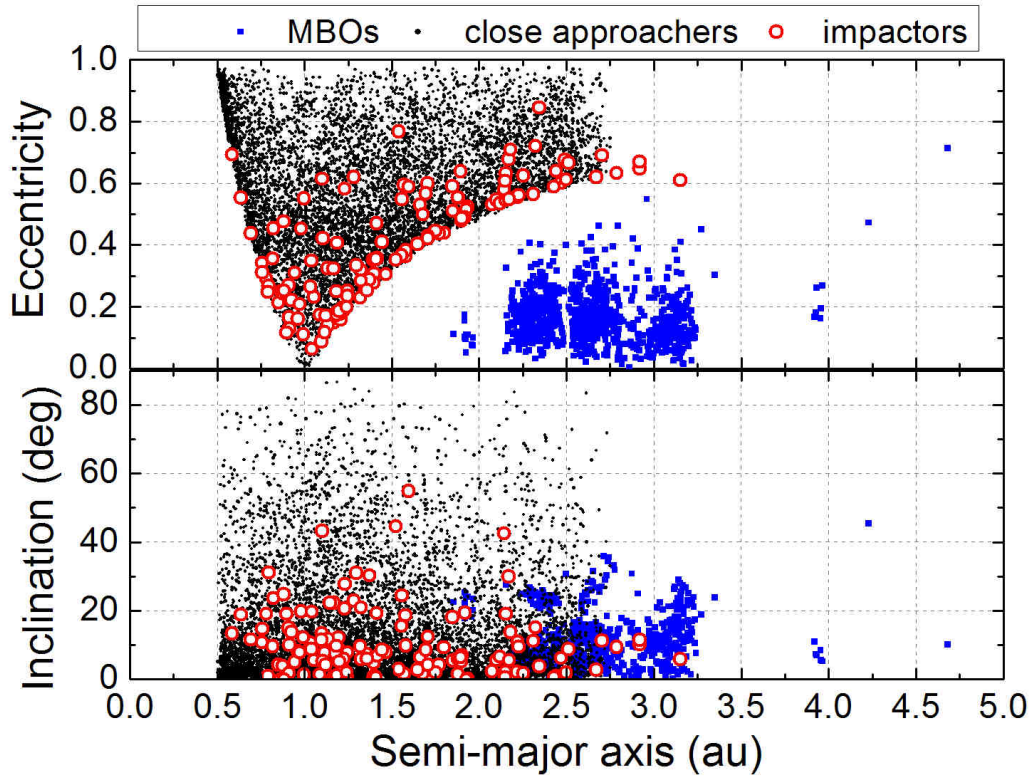 MBOs close approachers impactors
1.0
0.8
0.6
0.4
0.2
0.0
Eccentricity
80
60
40
20
0
Inclination (deg)
0.0 0.5 1.0 1.5 2.0 2.5 3.0 3.5 4.0 4.5 5.0
Semi-major axis (au)